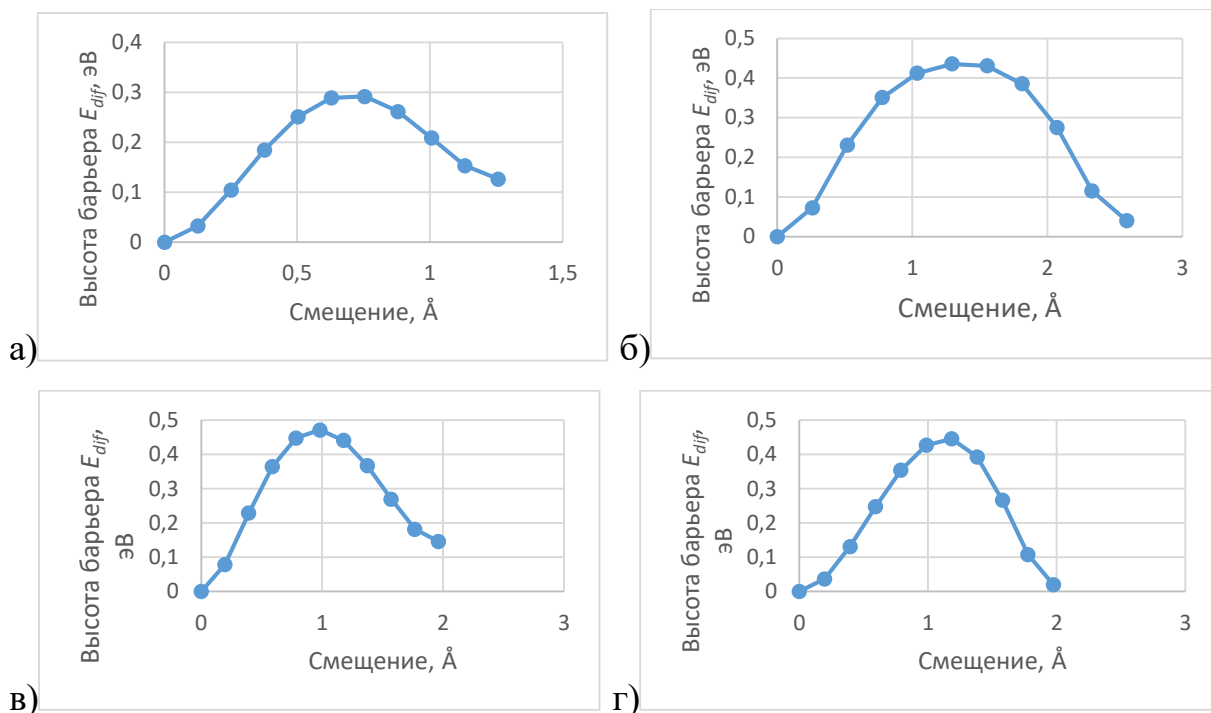 Высота барьера E_dif, эВ
0,4
0,3
0,2
0,1
0
0 0,5 1 1,5
Смещение, Å
а)
Высота барьера E_dif, эВ
0,5
0,4
0,3
0,2
0,1
0
0 1 2 3
Смещение, Å
б)
Высота барьера E_dif,
эВ
0,5
0,4
0,3
0,2
0,1
0
0 1 2 3
Смещение, Å
в)
Высота барьера E_dif,
эВ
0,5
0,4
0,3
0,2
0,1
0
0 1 2 3
Смещение, Å
г)